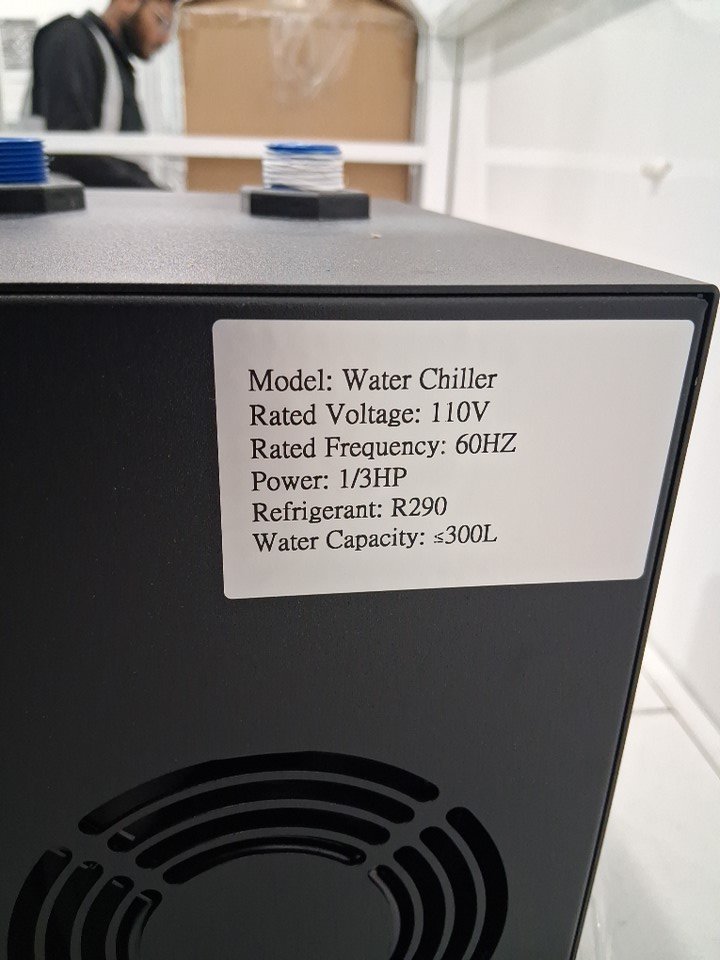 Model: Water Chiller
Rated Voltage: 110V
Rated Frequency: 60HZ
Power: 1/3HP
Refrigerant: R290
Water Capacity: ≤300L